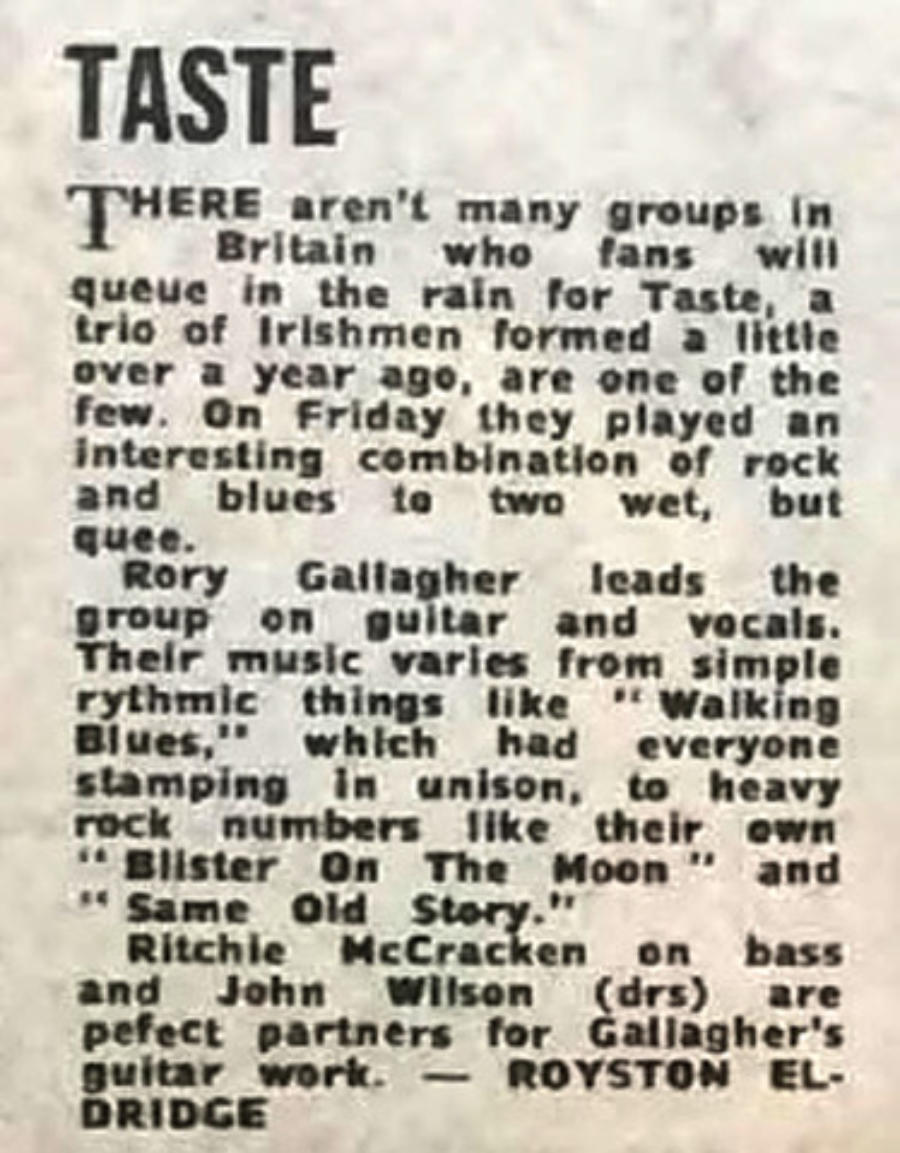 TASTE
THERE aren't many groups in
Britain who fans will
queue in the rain for Taste, a
trio of Irishmen formed a little
over a year ago, are one of the
few. On Friday they played an
interesting combination of rock
and blues to two wet, but
quee.
Rory Gallagher leads the
group on guitar and vocals.
Their music varies from simple
rythmic things like " Walking
Blues," which had everyone
stamping in unison, to heavy
rock numbers like their own
" Blister On The Moon " and
" Same Old Story."
Ritchie McCracken on bass
and John Wilson (drs) are
pefect partners for Gallagher's
guitar work. — ROYSTON EL-
DRIDGE